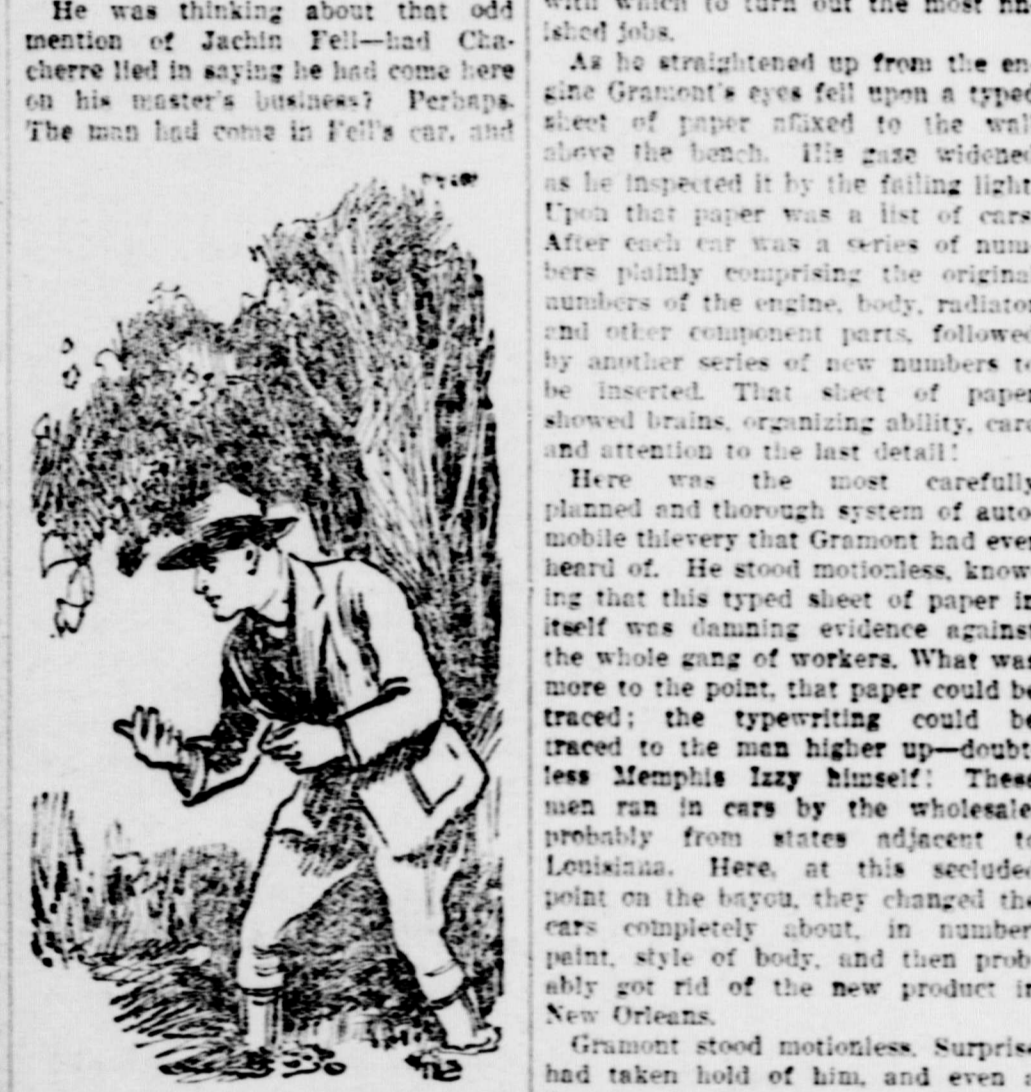 He was thinking about that odd
mention of Jachin Fell—had Cha-
cherre lied in saying he had come here
on his master's business? Perhaps.
The man had come in Fell's car, and
with which to turn out the most fin
ished jobs.
As he straightened up from the en
gine Gramont's eyes fell upon a typed
sheet of paper affixed to the wall
above the bench. His gaze widened
as he inspected it by the failing light
Upon that paper was a list of cars
After each car was a series of num
bers plainly comprising the original
numbers of the engine, body, radiator
and other component parts, followed
by another series of new numbers to
be inserted. That sheet of paper
showed brains, organizing ability, care
and attention to the last detail!
Here was the most carefully
planned and thorough system of auto
mobile thievery that Gramont had ever
heard of. He stood motionless, know
ing that this typed sheet of paper in
itself was damning evidence against
the whole gang of workers. What was
more to the point, that paper could be
traced; the typewriting could be
traced to the man higher up—doubt
less Memphis Izzy himself! These
men ran in cars by the wholesale
probably from states adjacent to
Louisiana. Here, at this secluded
point on the bayou, they changed the
cars completely about, in number
paint, style of body, and then prob
ably got rid of the new product in
New Orleans.
Gramont stood motionless. Surpris-
had taken hold of him, and even